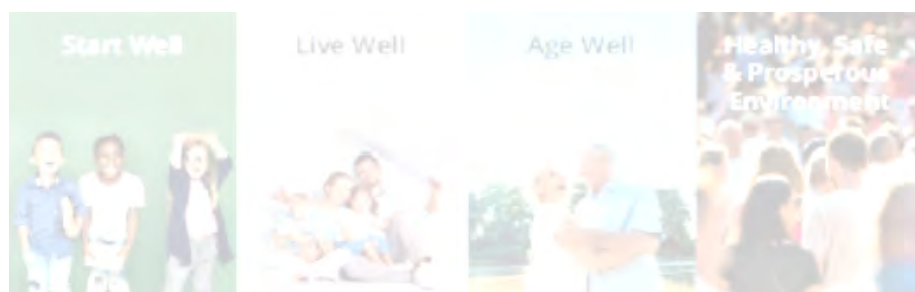 Start Well
Live Well
Age Well
Healthy, Safe
& Prosperous
Environment